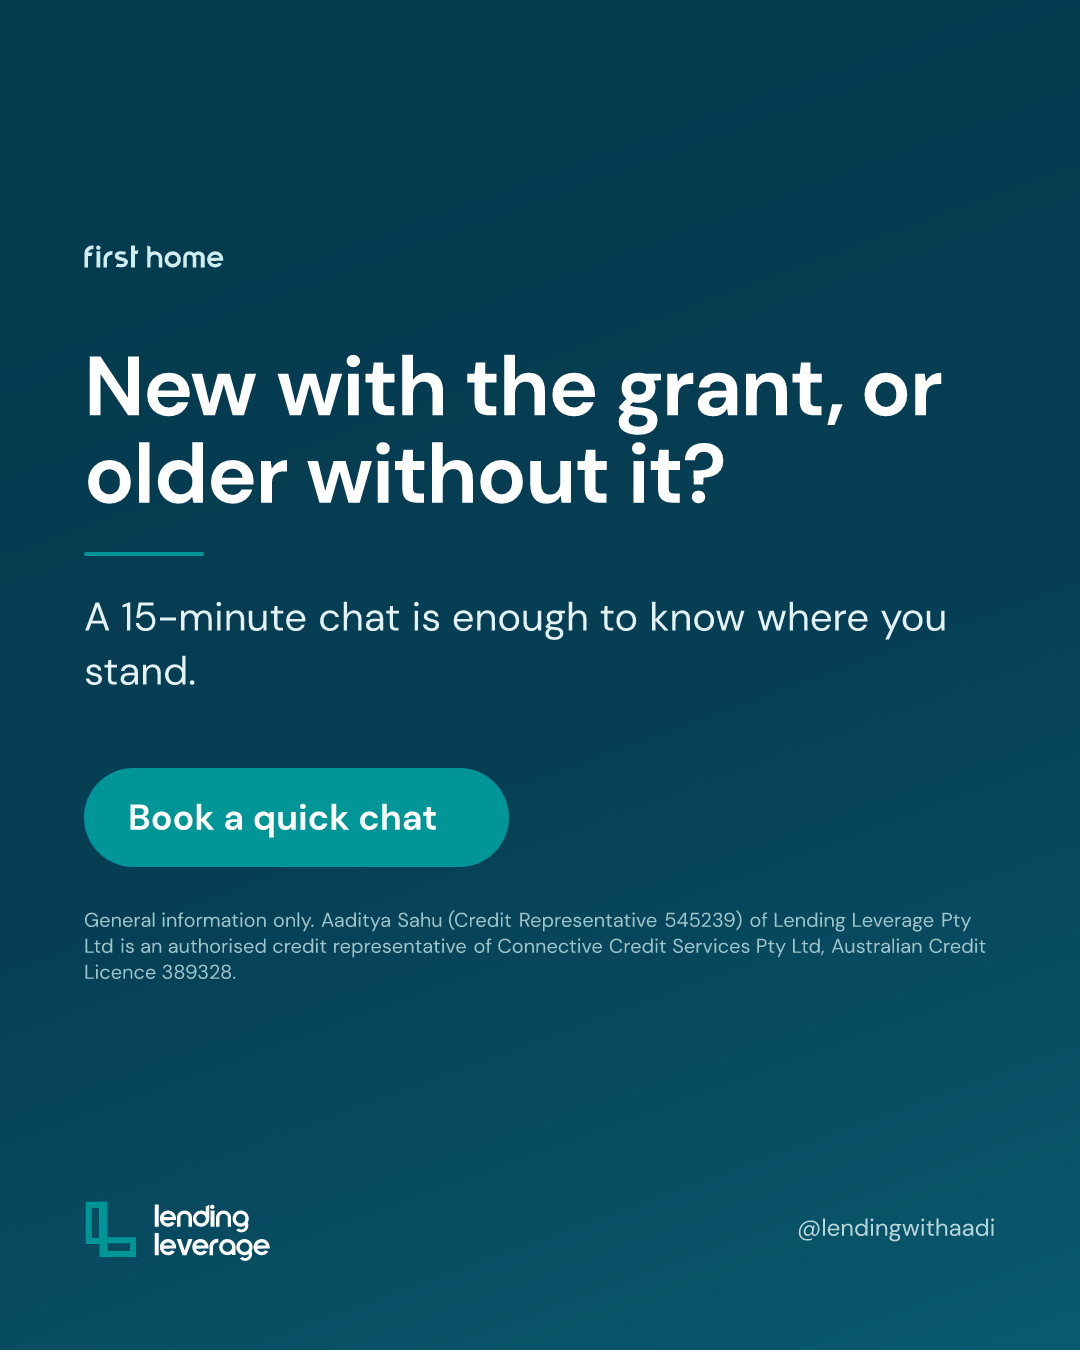 first home
New with the grant, or
older without it?
A 15-minute chat is enough to know where you
stand.
Book a quick chat
General information only. Aaditya Sahu (Credit Representative 545239) of Lending Leverage Pty
Ltd is an authorised credit representative of Connective Credit Services Pty Ltd, Australian Credit
Licence 389328.
lending
leverage
@lendingwithaadi